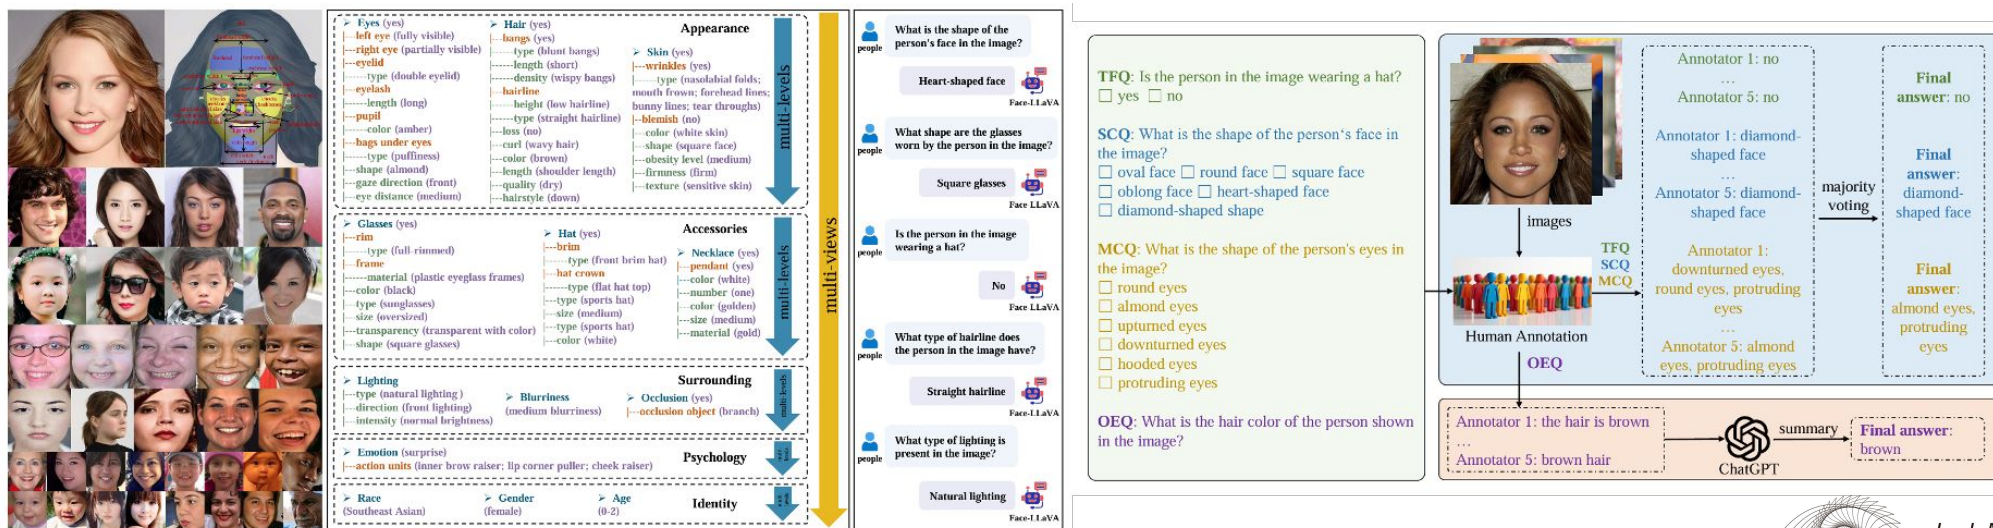 Appearance
➢ Eyes (yes)
|---left eye (fully visible)
|---right eye (partially visible)
|---eyelid
|------type (double eyelid)
|---eyelash
|------length (long)
|---pupil
|------color (amber)
|---bags under eyes
|------type (puffiness)
|---shape (almond)
|---gaze direction (front)
|---eye distance (medium)
➢ Hair (yes)
|---bangs (yes)
|------type (blunt bangs)
|------length (short)
|------density (wispy bangs)
|---hairline
|------height (low hairline)
|------type (straight hairline)
|---loss (no)
|---curl (wavy hair)
|---color (brown)
|---length (shoulder length)
|---quality (dry)
|---hairstyle (down)
➢ Skin (yes)
|---wrinkles (yes)
|------type (nasolabial folds;
mouth frown; forehead lines;
bunny lines; tear throughs)
|---blemish (no)
|---color (white skin)
|---shape (square face)
|---obesity level (medium)
|---firmness (firm)
|---texture (sensitive skin)
multi-levels
Accessories
➢ Glasses (yes)
|---rim
|------type (full-rimmed)
|---frame
|------material (plastic eyeglass frames)
|---color (black)
|---type (sunglasses)
|---size (oversized)
|---transparency (transparent with color)
|---shape (square glasses)
➢ Hat (yes)
|---brim
|------type (front brim hat)
|---hat crown
|------type (flat hat top)
|---type (sports hat)
|---size (medium)
|---type (sports hat)
|---color (white)
➢ Necklace (yes)
|---pendant (yes)
|---color (white)
|---number (one)
|---color (golden)
|---size (medium)
|---material (gold)
multi-levels
Surrounding
➢ Lighting
|---type (natural lighting )
|---direction (front lighting)
|---intensity (normal brightness)
➢ Blurriness
(medium blurriness)
➢ Occlusion (yes)
|---occlusion object (branch)
multi-levels
Psychology
➢ Emotion (surprise)
|---action units (inner brow raiser; lip corner puller; cheek raiser)
Identity
➢ Race
(Southeast Asian)
➢ Gender
(female)
➢ Age
(0-2)
multi-views
people
What is the shape of the
person's face in the image?
Heart-shaped face
Face-LLaVA
people
What shape are the glasses
worn by the person in the image?
Square glasses
Face-LLaVA
people
Is the person in the image
wearing a hat?
No
Face-LLaVA
people
What type of hairline does
the person in the image have?
Straight hairline
Face-LLaVA
people
What type of lighting is
present in the image?
Natural lighting
Face-LLaVA
TFQ: Is the person in the image wearing a hat?
☐ yes ☐ no
SCQ: What is the shape of the person's face in
the image?
☐ oval face ☐ round face ☐ square face
☐ oblong face ☐ heart-shaped face
☐ diamond-shaped shape
MCQ: What is the shape of the person's eyes in
the image?
☐ round eyes
☐ almond eyes
☐ upturned eyes
☐ downturned eyes
☐ hooded eyes
☐ protruding eyes
OEQ: What is the hair color of the person shown
in the image?
images
Human Annotation
TFQ
SCQ
MCQ
OEQ
Annotator 1: no
...
Annotator 5: no
Annotator 1: diamond-
shaped face
...
Annotator 5: diamond-
shaped face
Annotator 1:
downturned eyes,
round eyes, protruding
eyes
...
Annotator 5: almond
eyes, protruding eyes
majority
voting
Final
answer: no
Final
answer:
diamond-
shaped face
Final
answer:
almond eyes,
protruding
eyes
Annotator 1: the hair is brown
...
Annotator 5: brown hair
ChatGPT
summary
Final answer:
brown